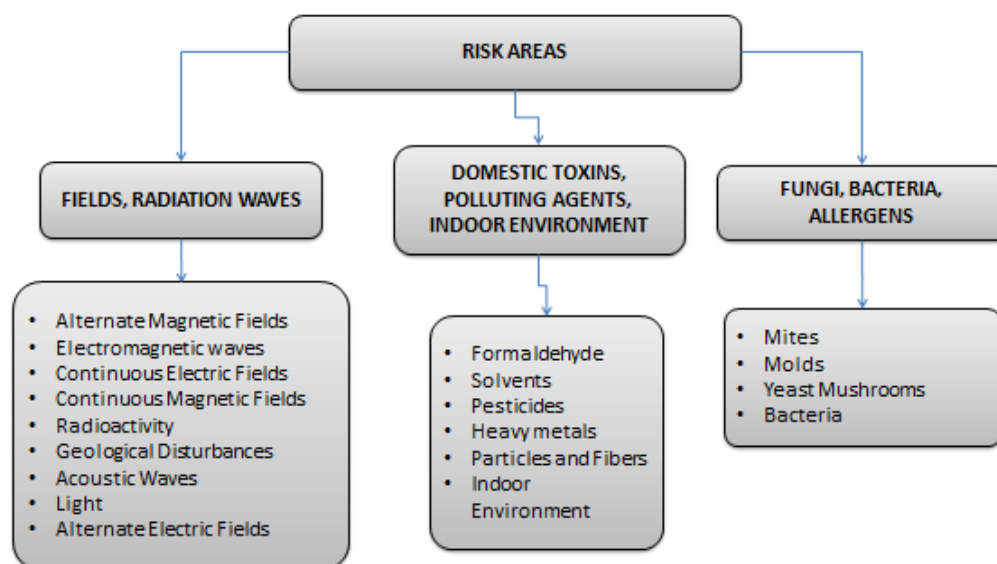 RISK AREAS
FIELDS, RADIATION WAVES
DOMESTIC TOXINS,
POLLUTING AGENTS,
INDOOR ENVIRONMENT
FUNGI, BACTERIA,
ALLERGENS
• Alternate Magnetic Fields
• Electromagnetic waves
• Continuous Electric Fields
• Continuous Magnetic Fields
• Radioactivity
• Geological Disturbances
• Acoustic Waves
• Light
• Alternate Electric Fields
• Formaldehyde
• Solvents
• Pesticides
• Heavy metals
• Particles and Fibers
• Indoor
Environment
• Mites
• Molds
• Yeast Mushrooms
• Bacteria